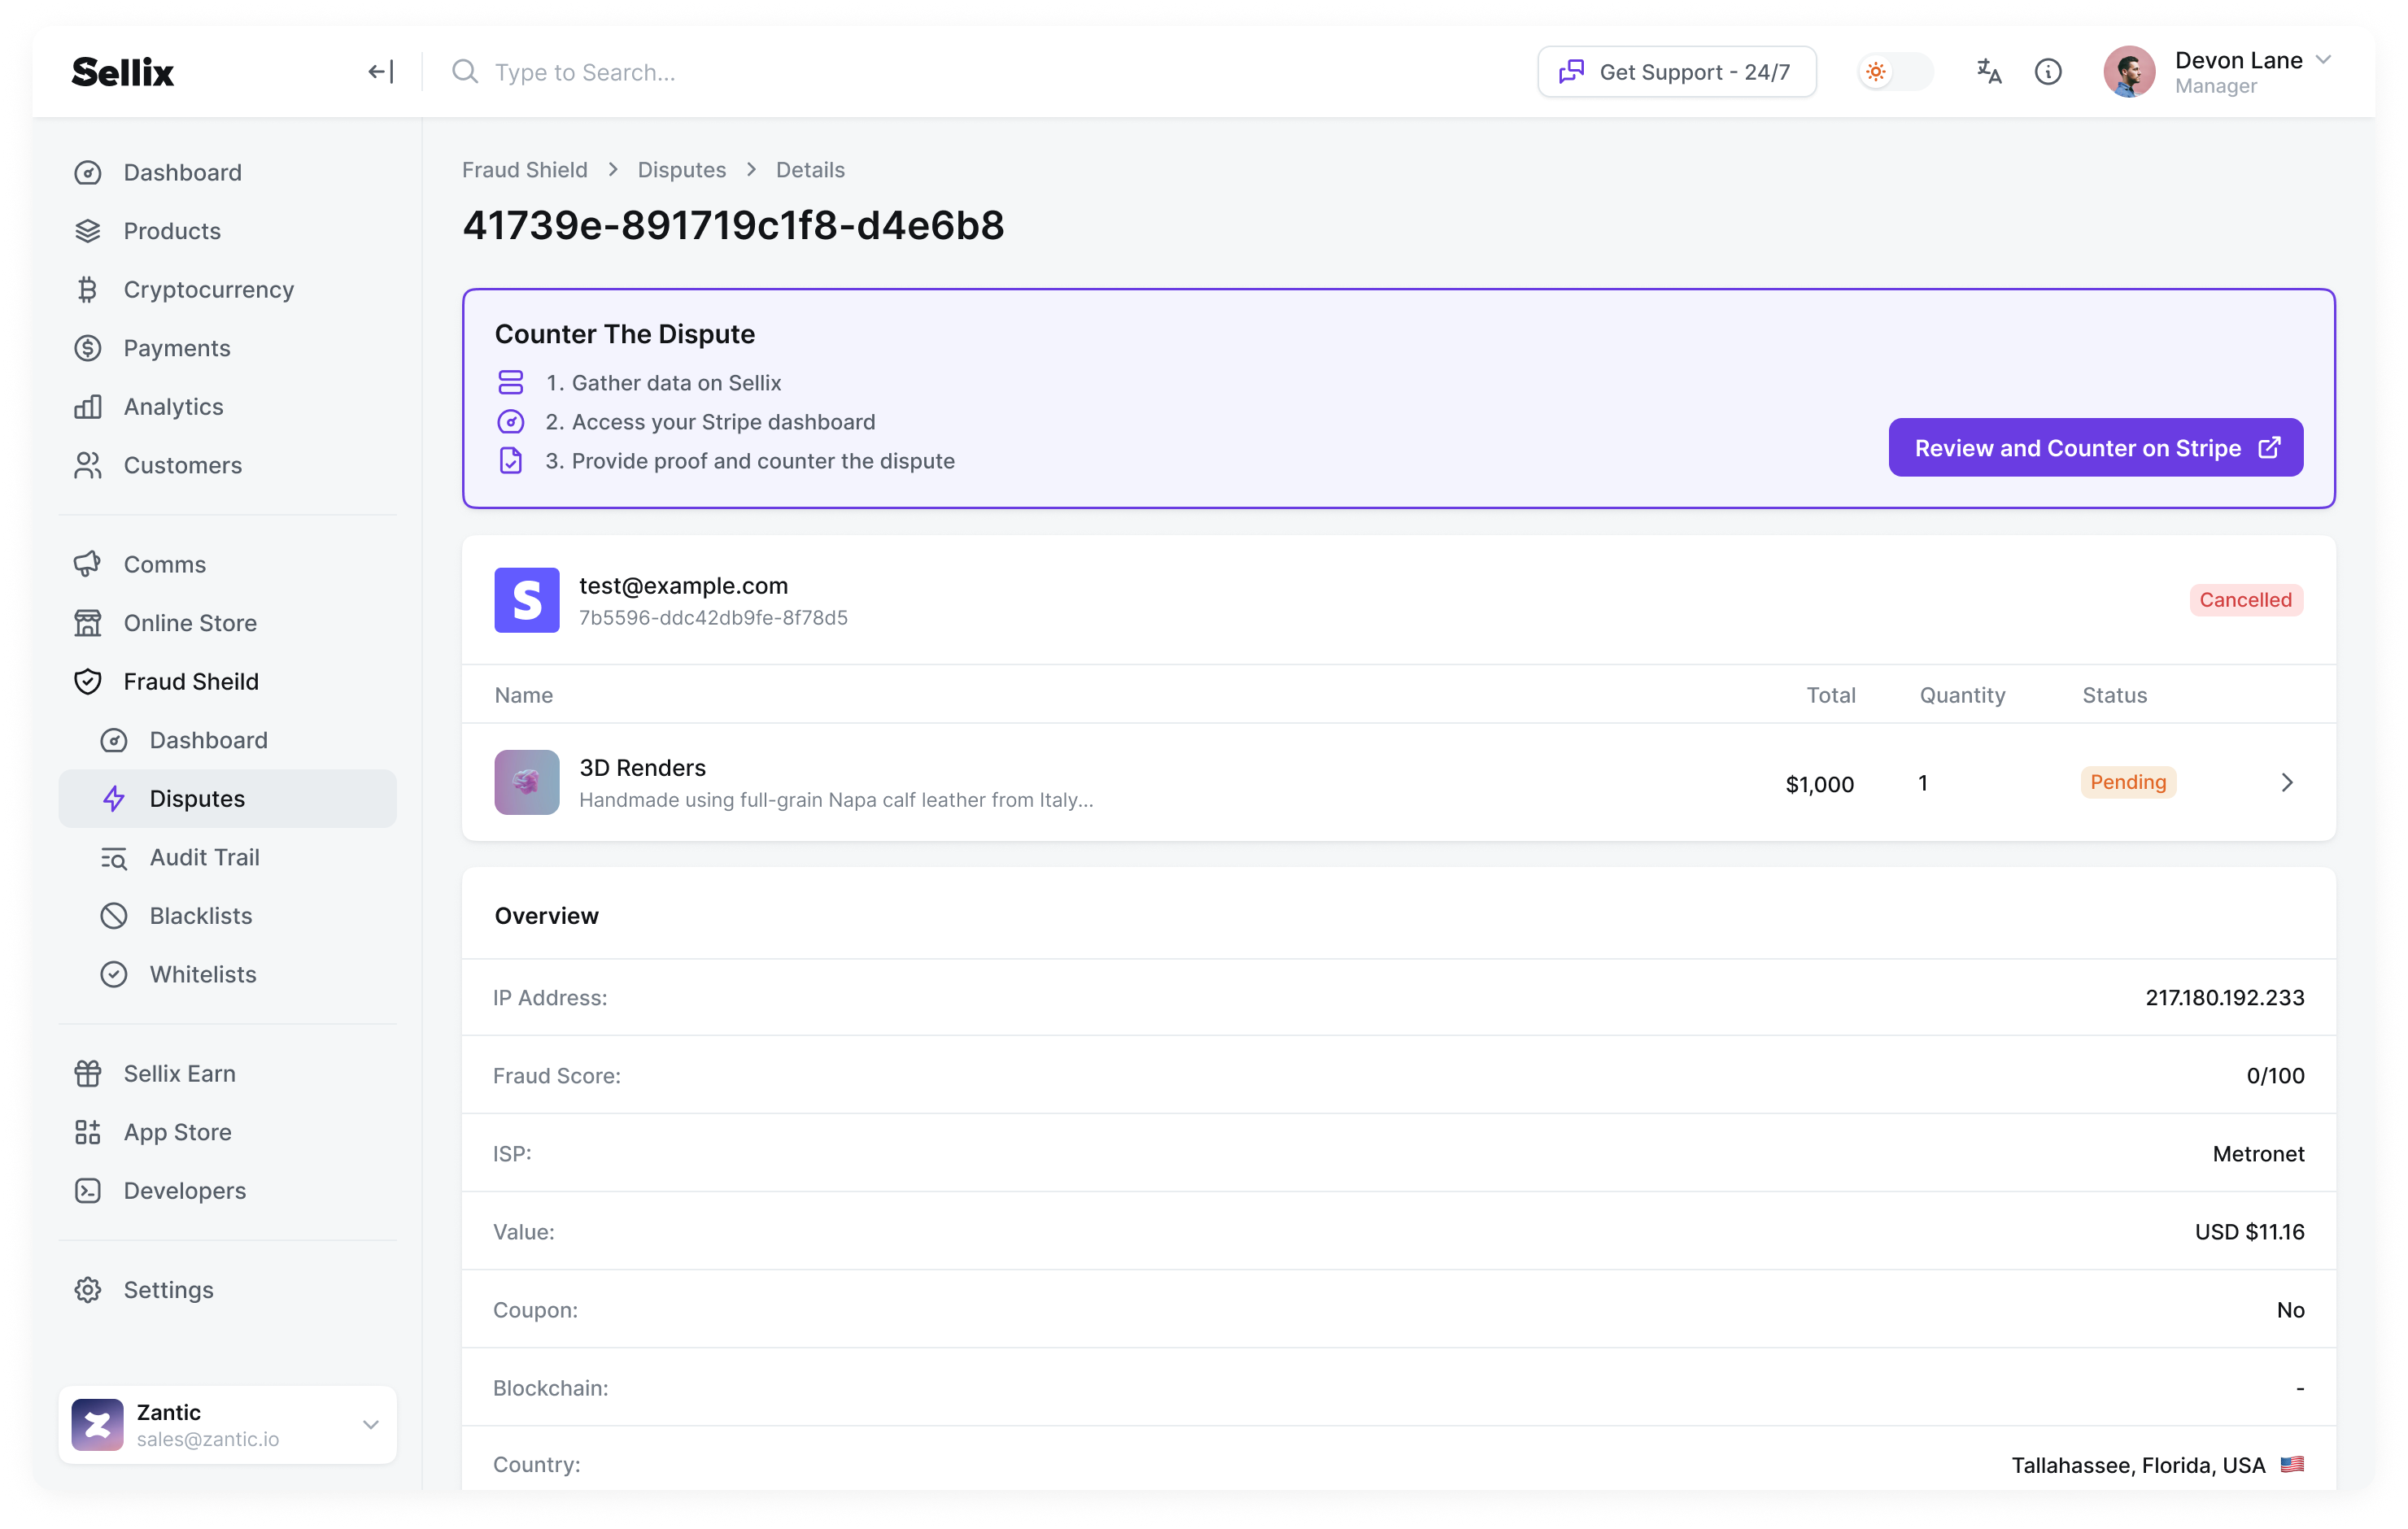 Sellix
Type to Search...
Get Support - 24/7
Devon Lane
Manager
Dashboard
Products
Cryptocurrency
Payments
Analytics
Customers
Comms
Online Store
Fraud Sheild
Dashboard
Disputes
Audit Trail
Blacklists
Whitelists
Sellix Earn
App Store
Developers
Settings
Zantic
sales@zantic.io
Fraud Shield > Disputes > Details
41739e-891719c1f8-d4e6b8
Counter The Dispute
1. Gather data on Sellix
2. Access your Stripe dashboard
3. Provide proof and counter the dispute
Review and Counter on Stripe
S
test@example.com
7b5596-ddc42db9fe-8f78d5
Cancelled
Name Total Quantity Status
3D Renders
Handmade using full-grain Napa calf leather from Italy...
$1,000 1 Pending
Overview
IP Address: 217.180.192.233
Fraud Score: 0/100
ISP: Metronet
Value: USD $11.16
Coupon: No
Blockchain: -
Country: Tallahassee, Florida, USA